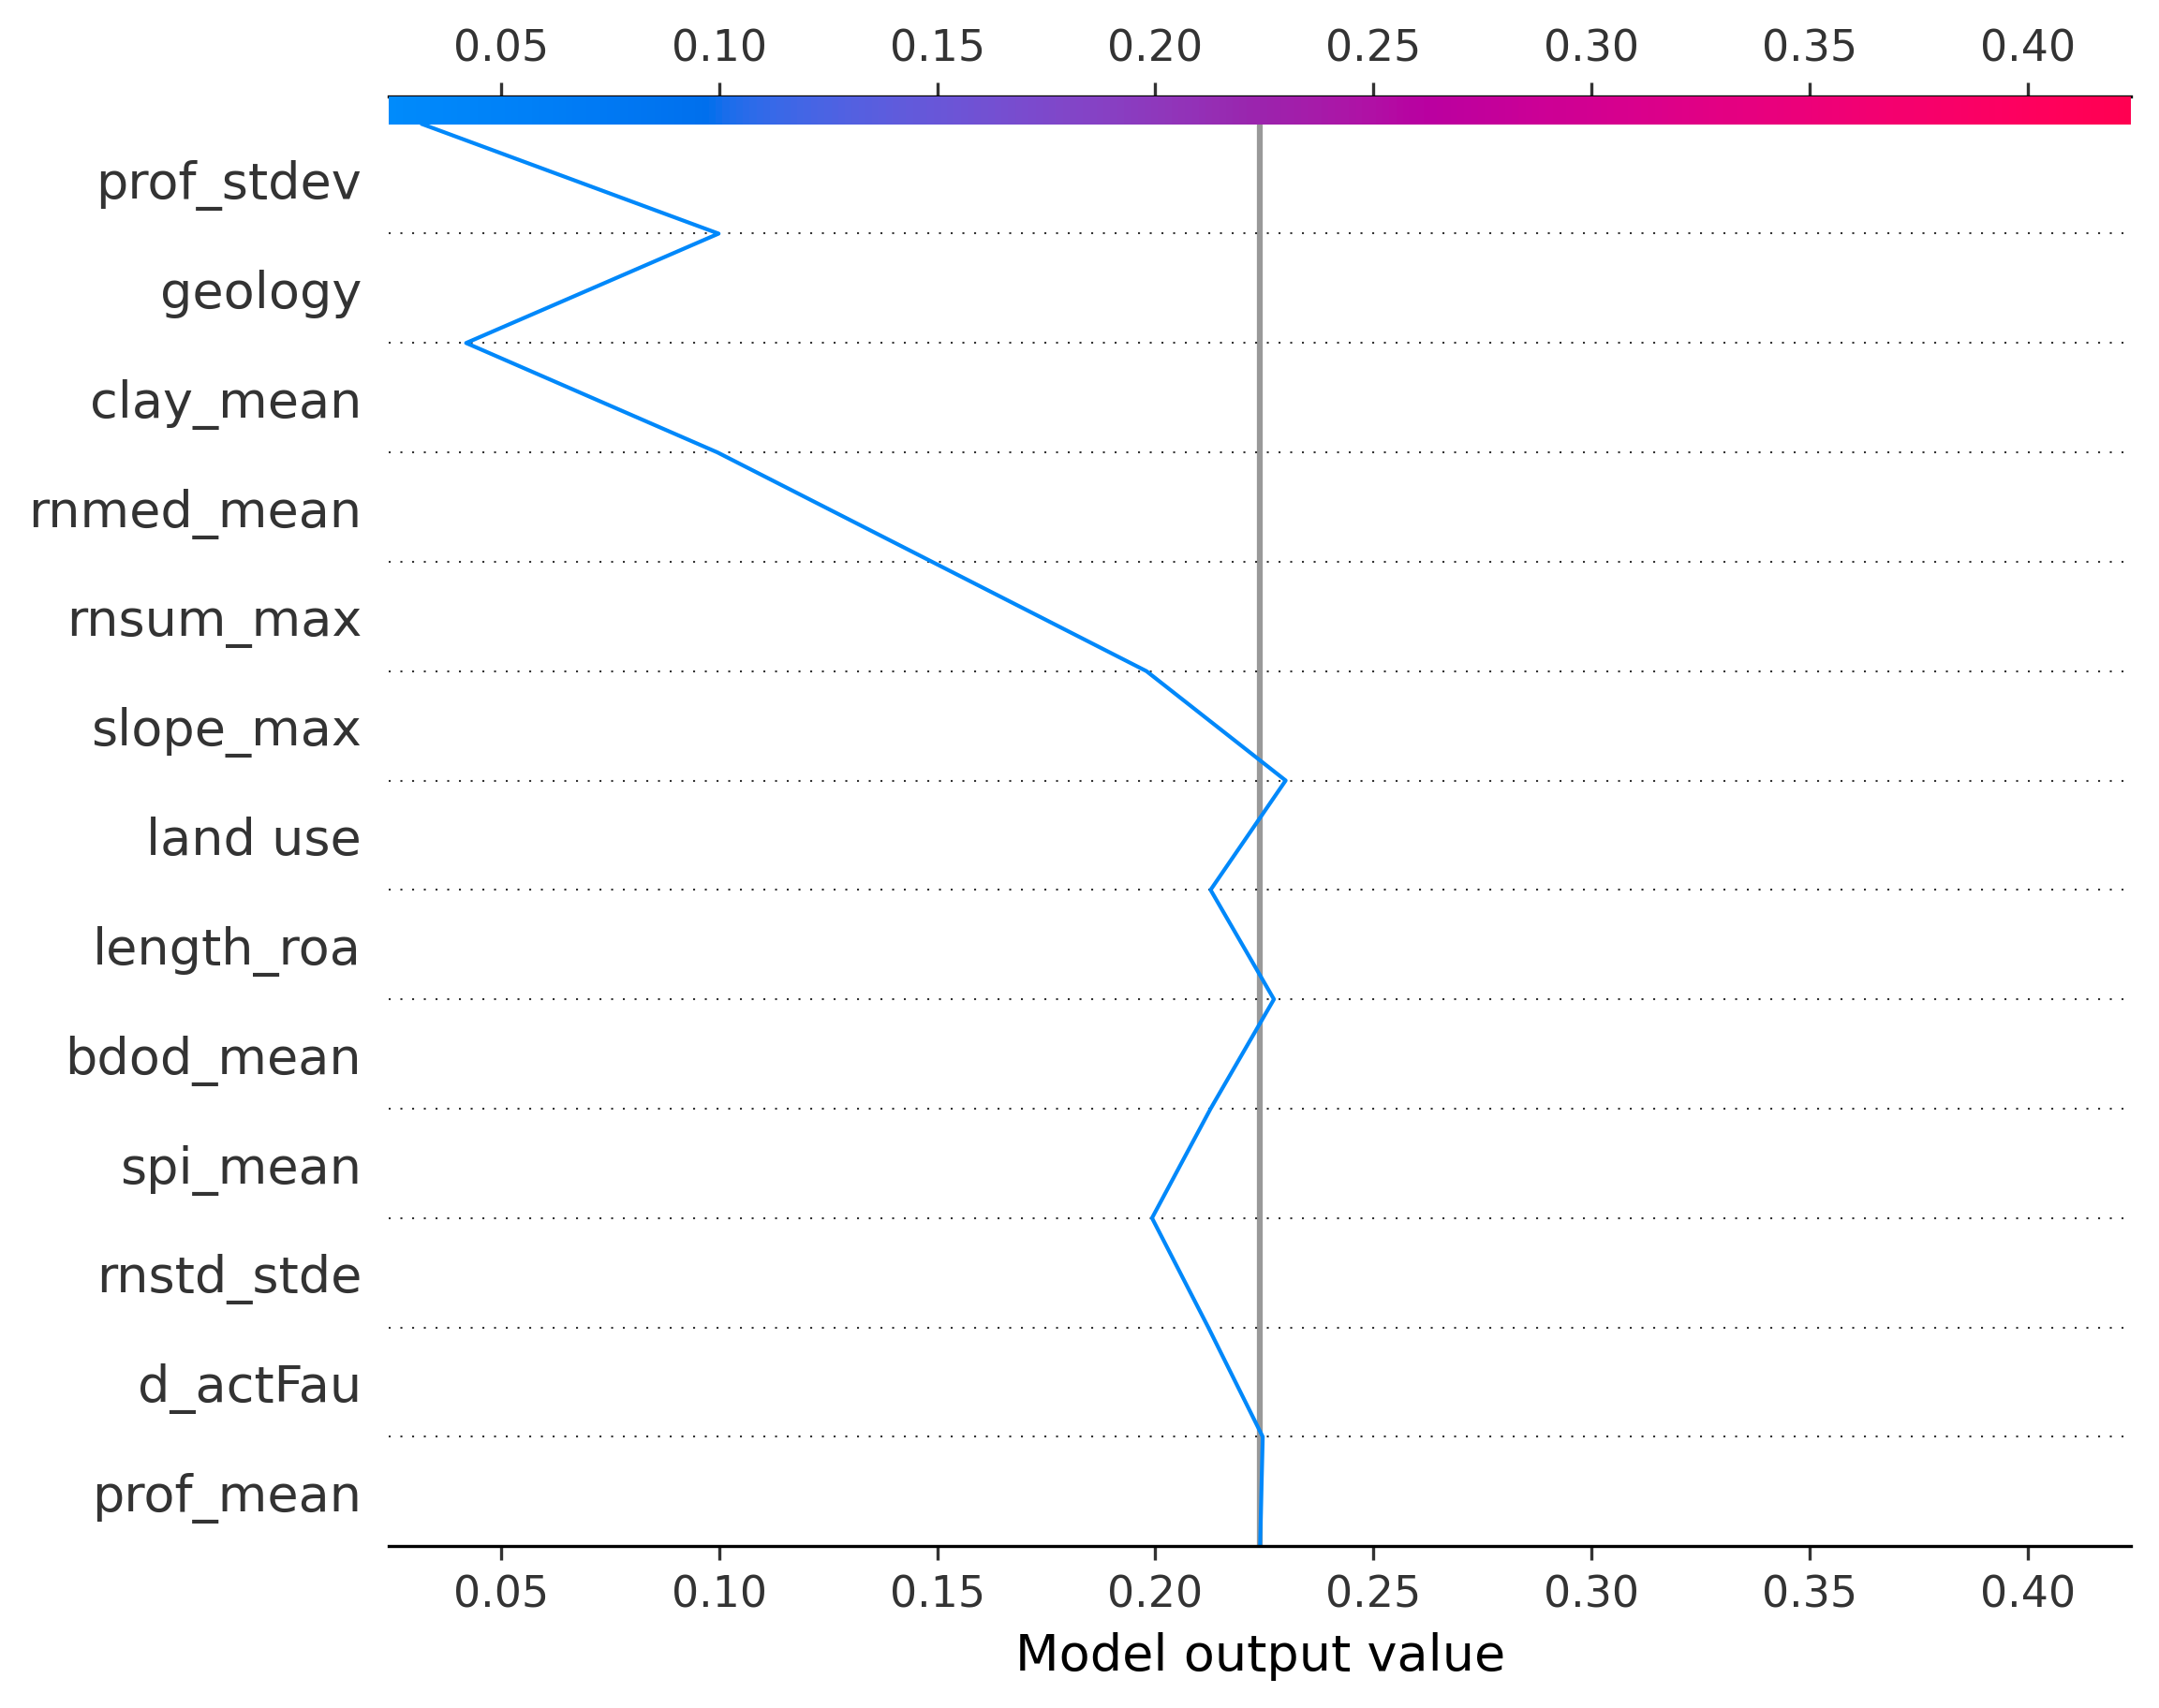 0.05 0.10 0.15 0.20 0.25 0.30 0.35 0.40
prof_stdev
geology
clay_mean
rnmed_mean
rnsum_max
slope_max
land use
length_roa
bdod_mean
spi_mean
rnstd_stde
d_actFau
prof_mean
0.05 0.10 0.15 0.20 0.25 0.30 0.35 0.40
Model output value